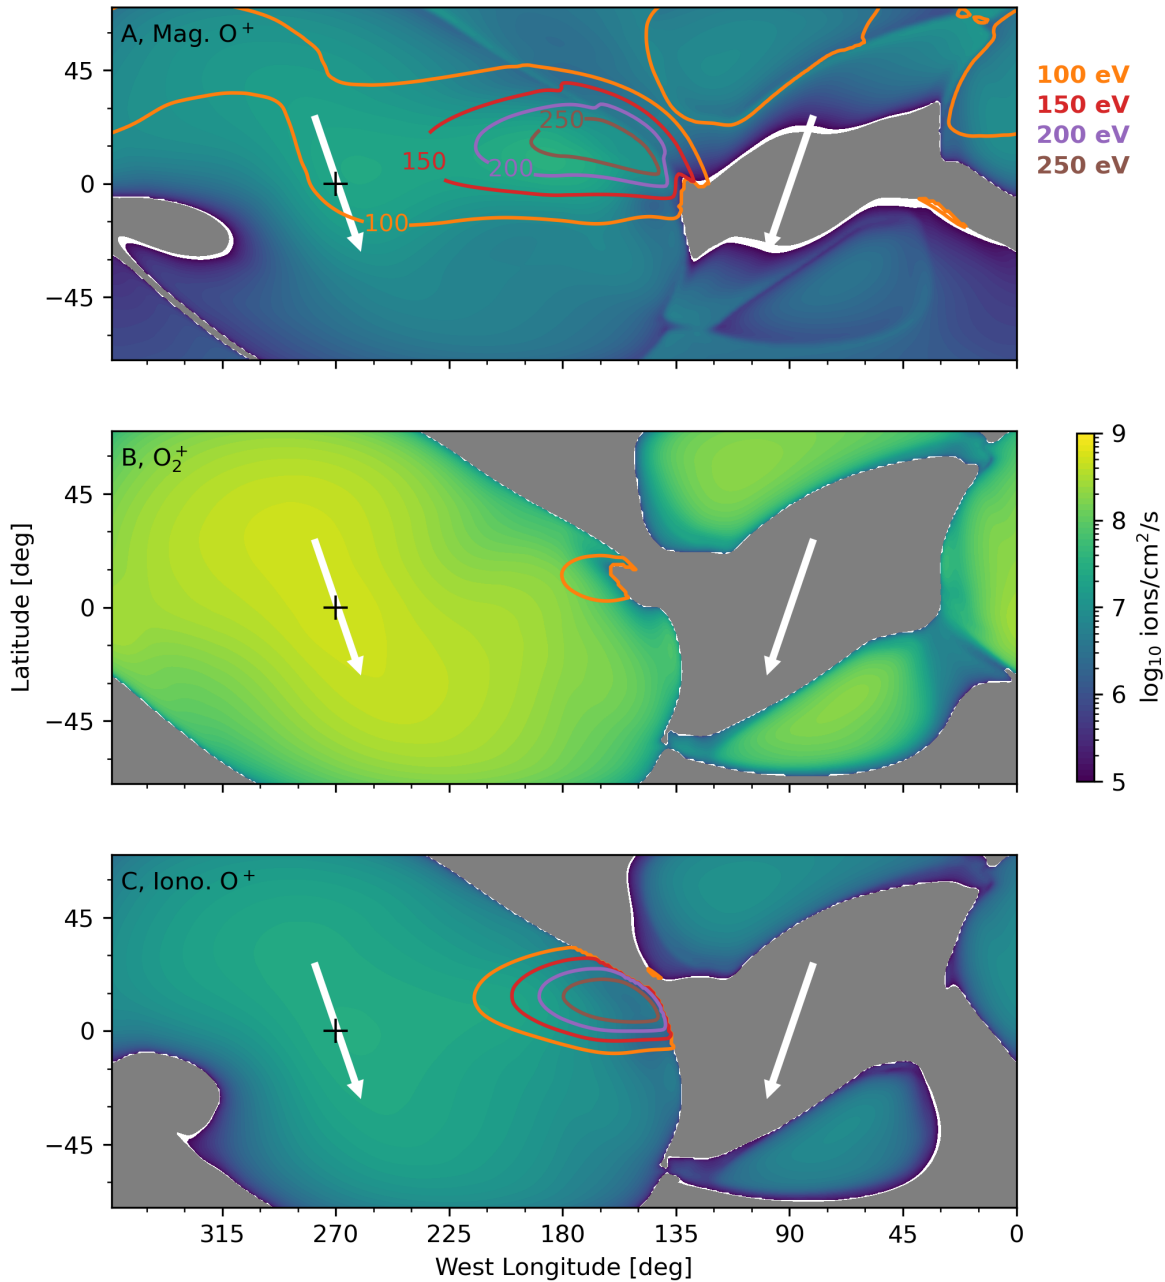 A, Mag. O⁺
45
0
−45
250
200
150
100
100 eV
150 eV
200 eV
250 eV
B, O₂⁺
45
0
−45
Latitude [deg]
9
8
7
6
5
log₁₀ ions/cm²/s
C, Iono. O⁺
45
0
−45
315 270 225 180 135 90 45 0
West Longitude [deg]